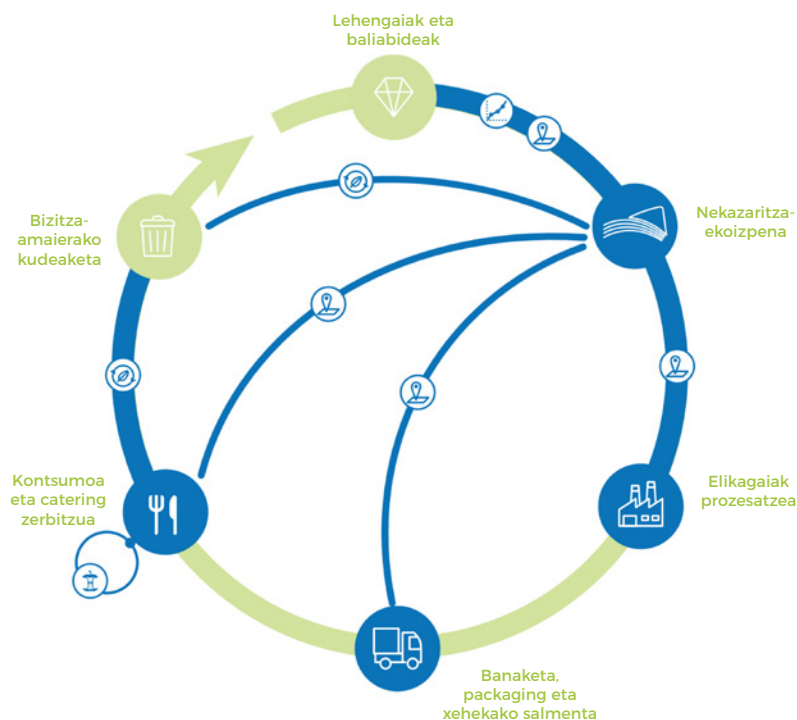 Lehengaiak eta
baliabideak
Nekazaritza-
ekoizpena
Elikagaiak
prozesatzea
Banaketa,
packaging eta
xehekako salmenta
Kontsumoa
eta catering
zerbitzua
Bizitza-
amaierako
kudeaketa